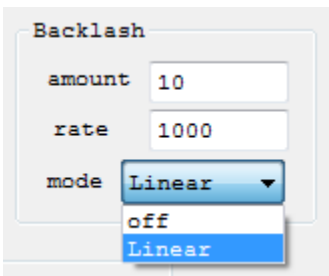 Backlash
amount 10
rate 1000
mode Linear
off
Linear